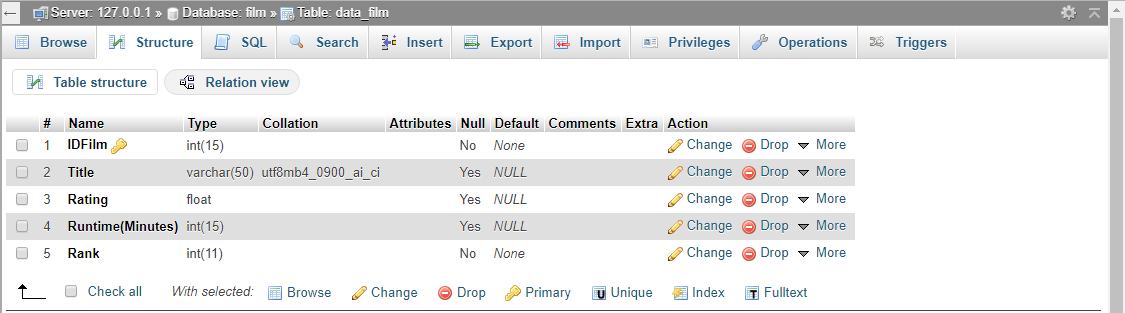 Server: 127.0.0.1 » Database: film » Table: data_film
Browse Structure SQL Search Insert Export Import Privileges Operations Triggers
Table structure Relation view
# Name Type Collation Attributes Null Default Comments Extra Action
1 IDFilm int(15) No None Change Drop More
2 Title varchar(50) utf8mb4_0900_ai_ci Yes NULL Change Drop More
3 Rating float Yes NULL Change Drop More
4 Runtime(Minutes) int(15) Yes NULL Change Drop More
5 Rank int(11) No None Change Drop More
Check all With selected: Browse Change Drop Primary Unique Index Fulltext